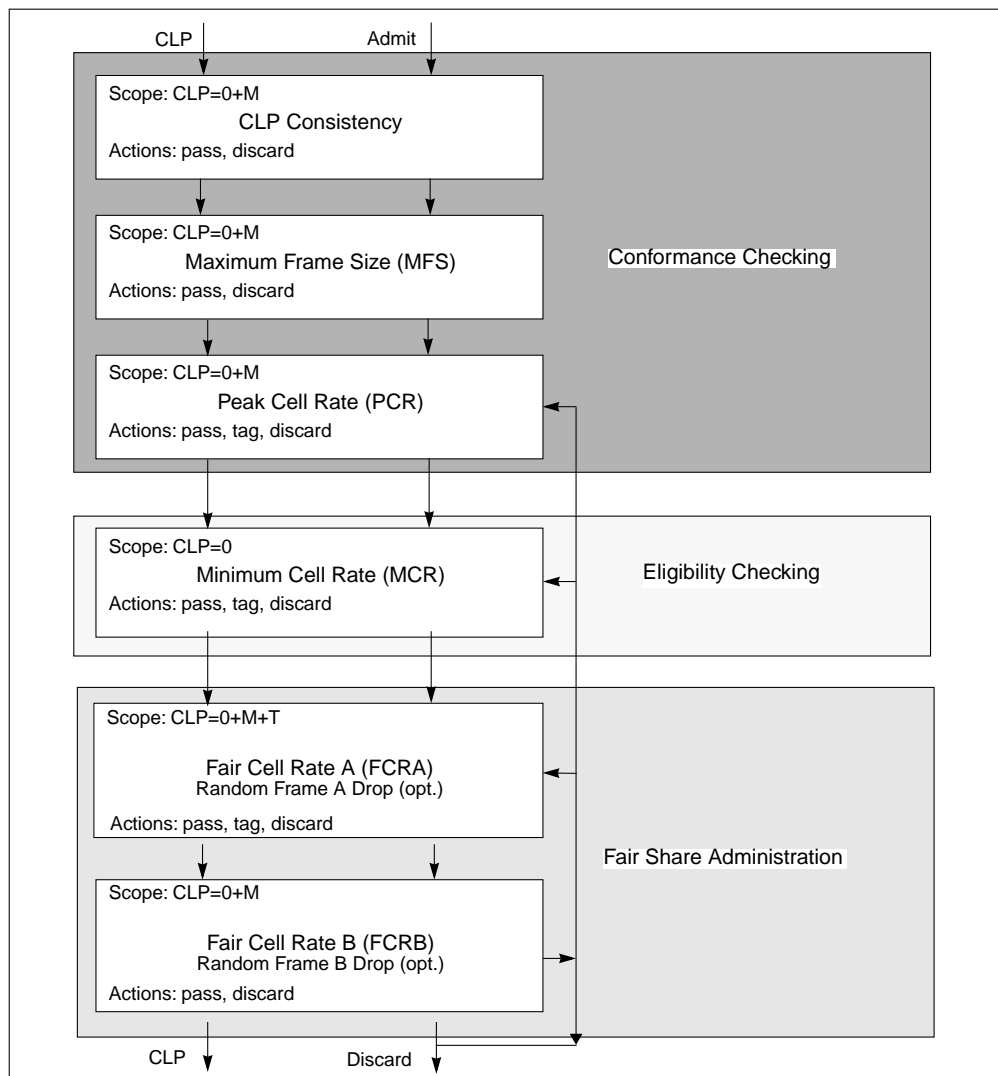 CLP
Admit
Scope: CLP=0+M
CLP Consistency
Actions: pass, discard
Scope: CLP=0+M
Maximum Frame Size (MFS)
Actions: pass, discard
Conformance Checking
Scope: CLP=0+M
Peak Cell Rate (PCR)
Actions: pass, tag, discard
Scope: CLP=0
Minimum Cell Rate (MCR)
Actions: pass, tag, discard
Eligibility Checking
Scope: CLP=0+M+T
Fair Cell Rate A (FCRA)
Random Frame A Drop (opt.)
Actions: pass, tag, discard
Fair Share Administration
Scope: CLP=0+M
Fair Cell Rate B (FCRB)
Random Frame B Drop (opt.)
Actions: pass, discard
CLP
Discard